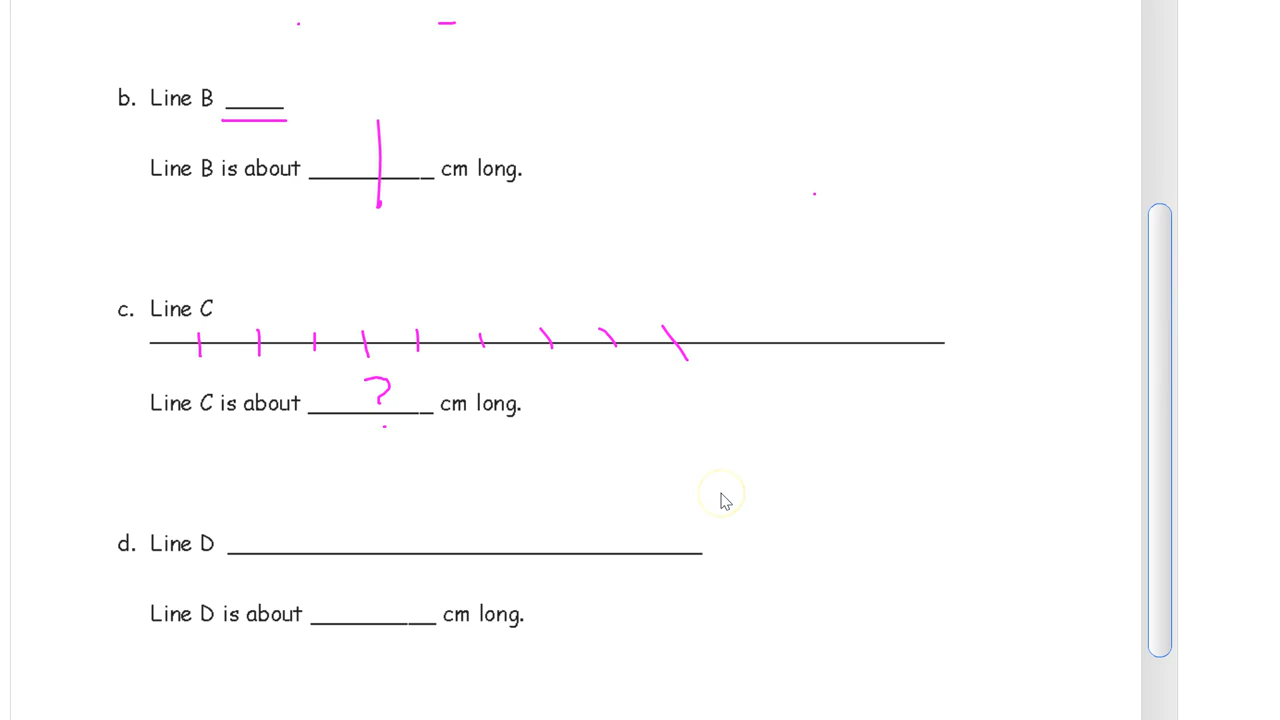 b. Line B _____
Line B is about __________ cm long.
c. Line C
?
Line C is about __________ cm long.
d. Line D ______________________________
Line D is about __________ cm long.